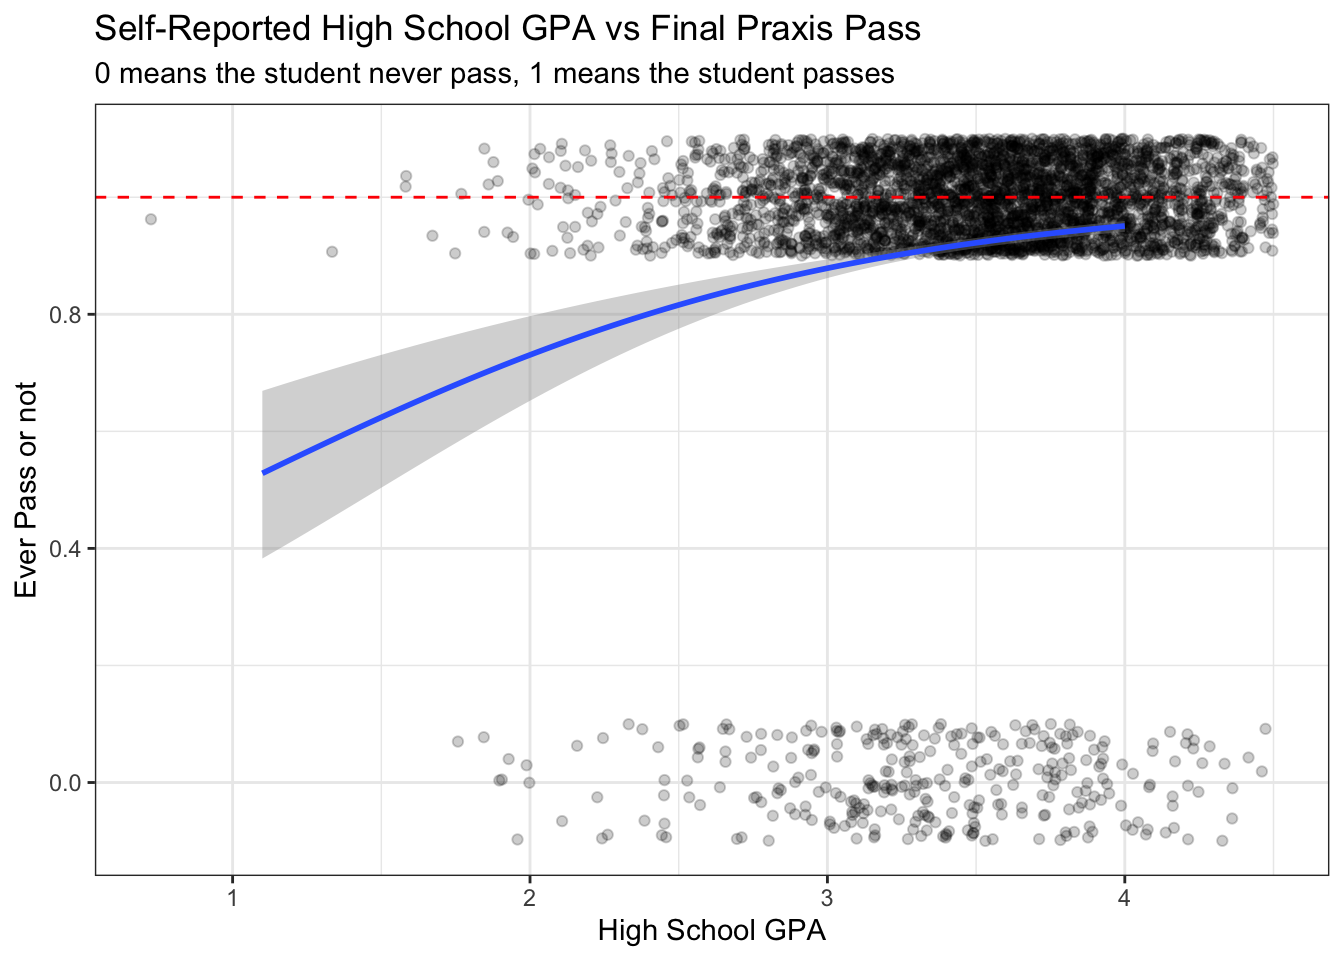 Self-Reported High School GPA vs Final Praxis Pass
0 means the student never pass, 1 means the student passes
Ever Pass or not
0.8
0.4
0.0
1 2 3 4
High School GPA